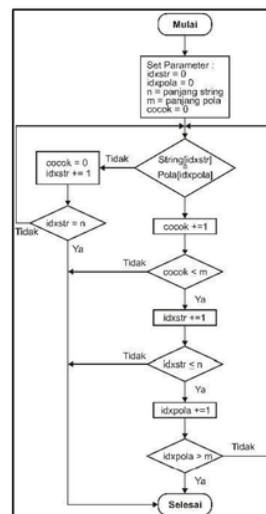 Mulai
Set Parameter :
idxstr = 0
idxpola = 0
n = panjang string
m = panjang pola
cocok = 0
String[idxstr]
=
Pola[idxpola]
Tidak
cocok = 0
idxstr += 1
idxstr = n
Tidak
Ya
cocok +=1
cocok < m
Tidak
Ya
idxstr +=1
idxstr ≤ n
Tidak
Ya
idxpola +=1
idxpola > m
Tidak
Ya
Selesai